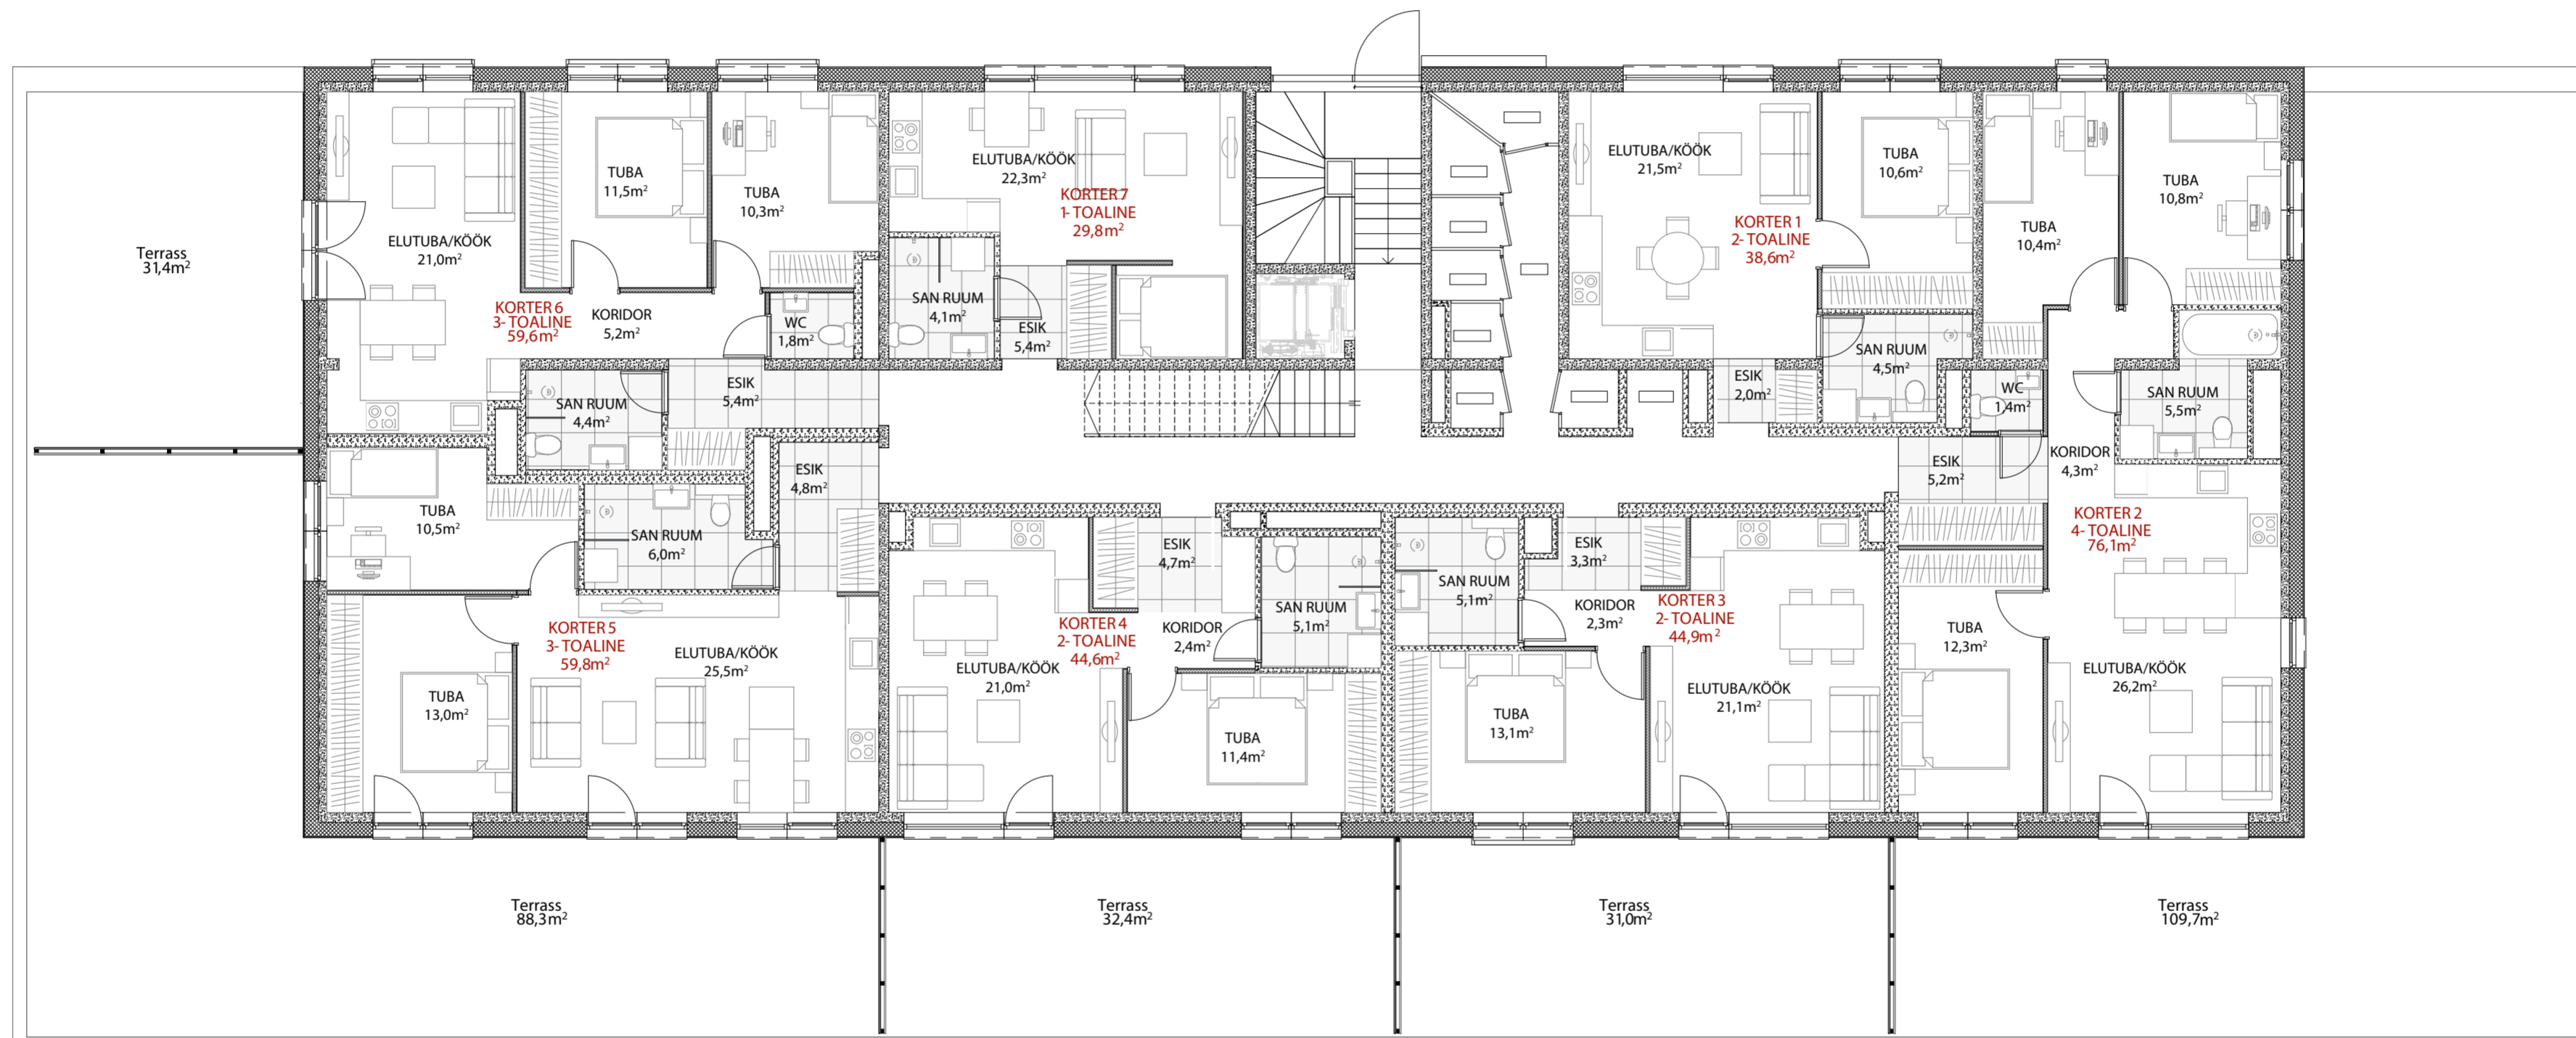 Terrass
31,4m²
ELUTUBA/KÖÖK
21,0m²
TUBA
11,5m²
TUBA
10,3m²
KORTER 6
3- TOALINE
59,6m²
KORIDOR
5,2m²
WC
1,8m²
SAN RUUM
4,4m²
ESIK
5,4m²
ELUTUBA/KÖÖK
22,3m²
KORTER 7
1- TOALINE
29,8m²
SAN RUUM
4,1m²
ESIK
5,4m²
ELUTUBA/KÖÖK
21,5m²
KORTER 1
2- TOALINE
38,6m²
TUBA
10,6m²
SAN RUUM
4,5m²
ESIK
2,0m²
TUBA
10,4m²
TUBA
10,8m²
WC
1,4m²
SAN RUUM
5,5m²
KORIDOR
4,3m²
ESIK
5,2m²
KORTER 2
4- TOALINE
76,1m²
TUBA
12,3m²
ELUTUBA/KÖÖK
26,2m²
TUBA
10,5m²
SAN RUUM
6,0m²
ESIK
4,8m²
KORTER 5
3- TOALINE
59,8m²
ELUTUBA/KÖÖK
25,5m²
TUBA
13,0m²
ESIK
4,7m²
SAN RUUM
5,1m²
KORTER 4
2- TOALINE
44,6m²
KORIDOR
2,4m²
ELUTUBA/KÖÖK
21,0m²
TUBA
11,4m²
SAN RUUM
5,1m²
ESIK
3,3m²
KORIDOR
2,3m²
KORTER 3
2- TOALINE
44,9m²
TUBA
13,1m²
ELUTUBA/KÖÖK
21,1m²
Terrass
88,3m²
Terrass
32,4m²
Terrass
31,0m²
Terrass
109,7m²